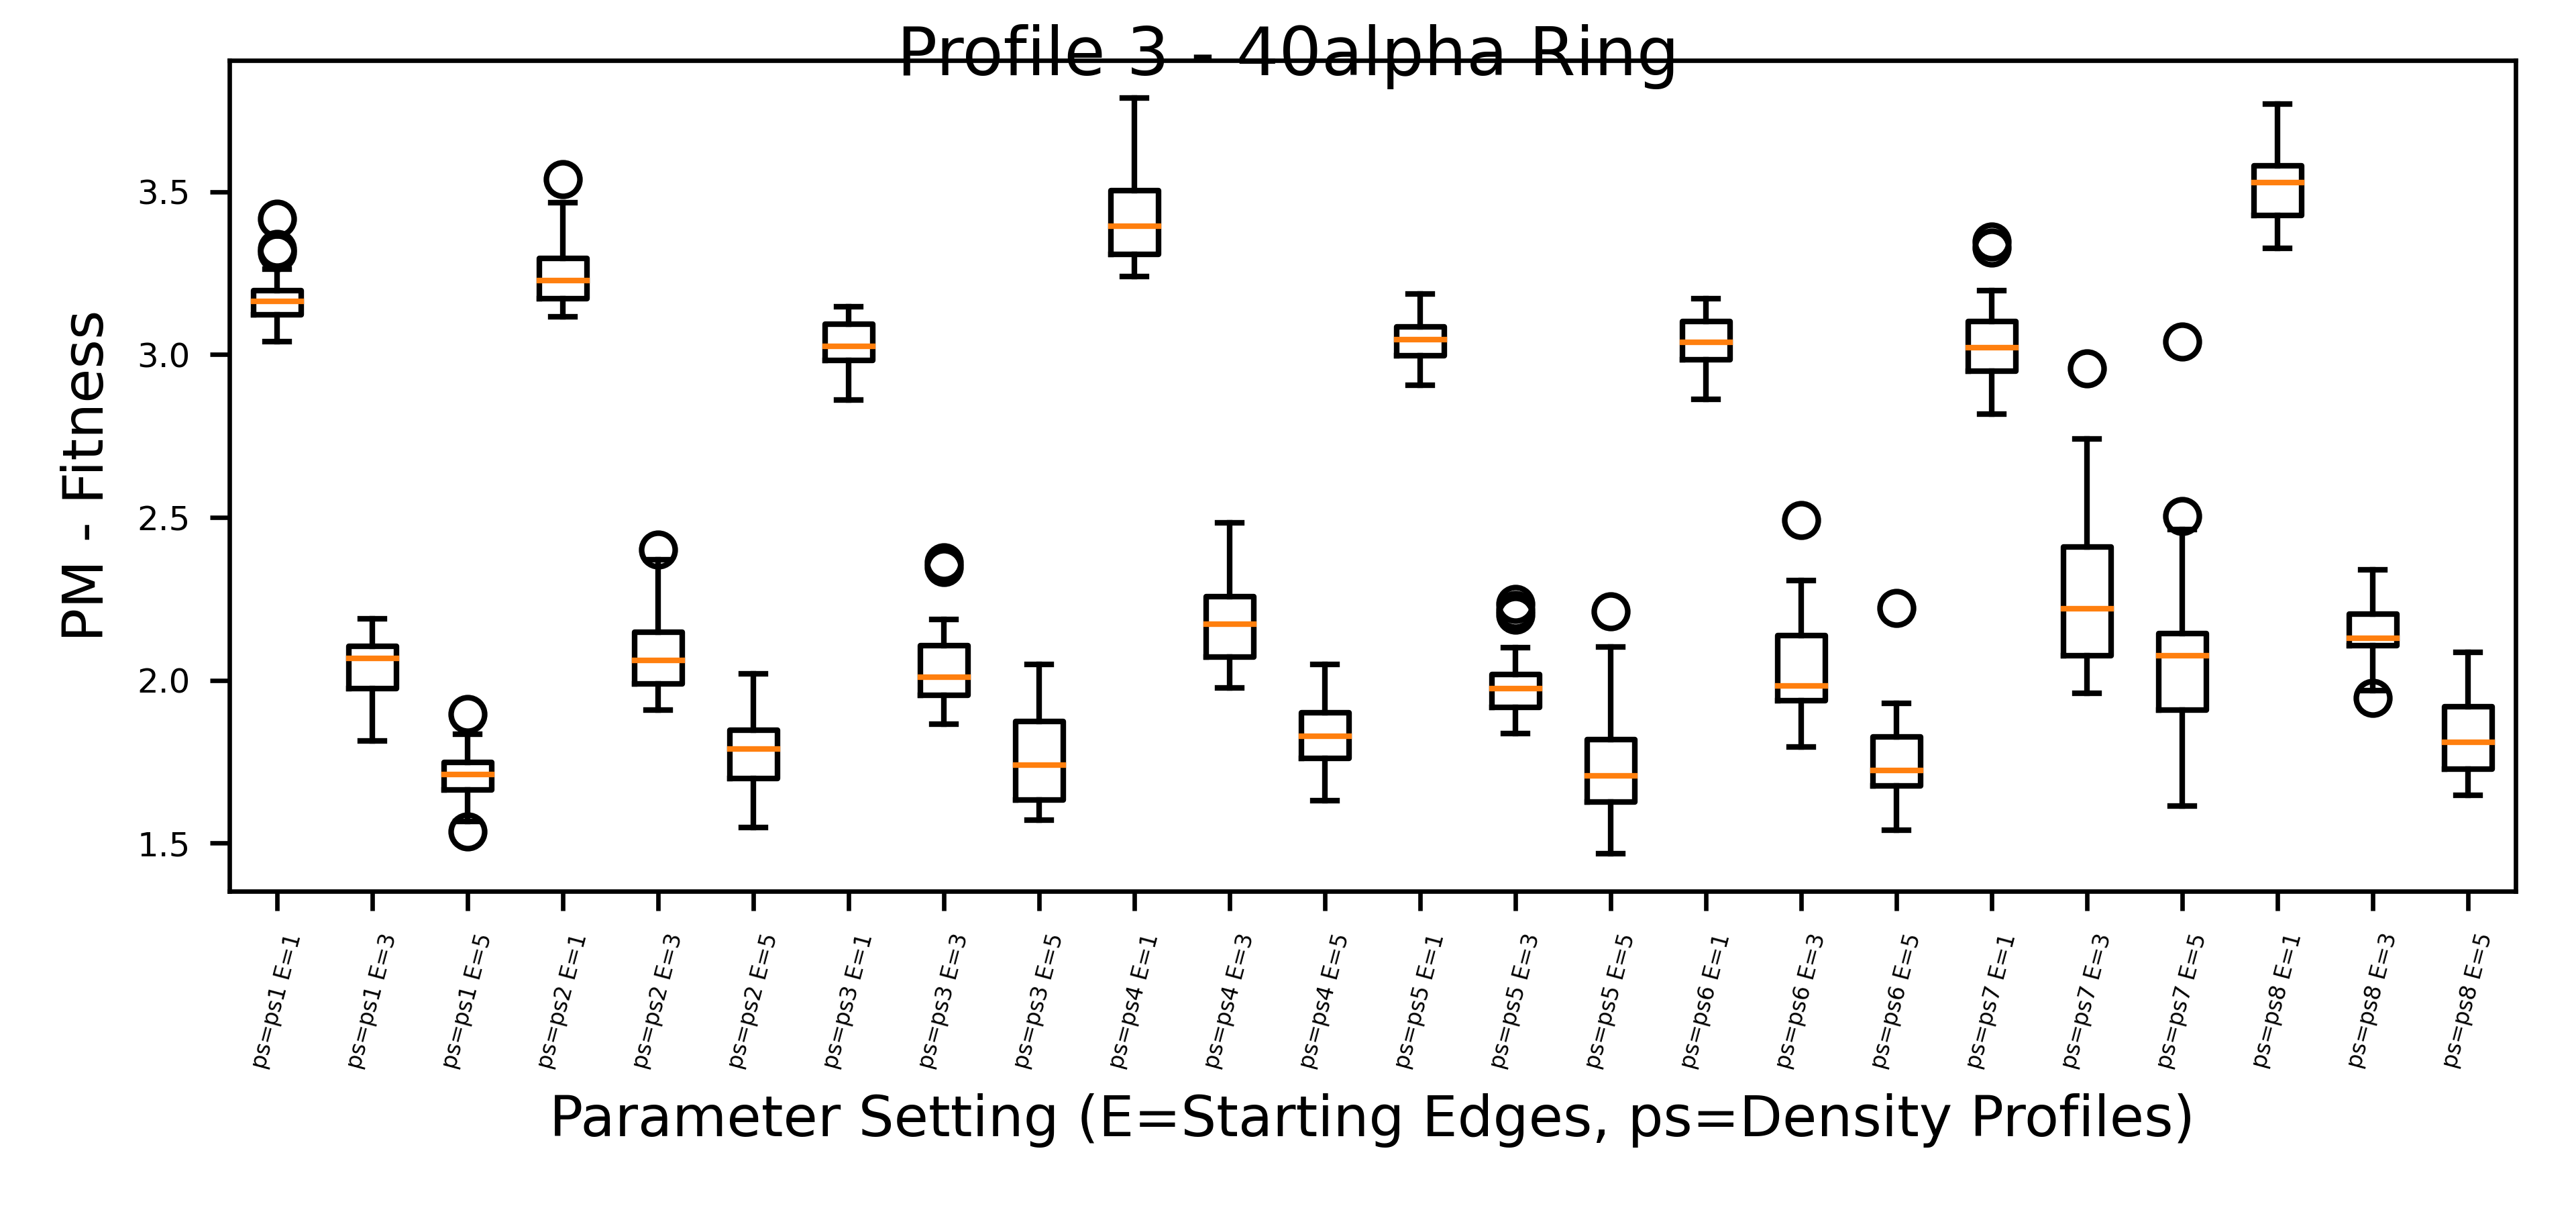 Profile 3 - 40alpha Ring
PM - Fitness
3.5
3.0
2.5
2.0
1.5
ps=ps1 E=1
ps=ps1 E=3
ps=ps1 E=5
ps=ps2 E=1
ps=ps2 E=3
ps=ps2 E=5
ps=ps3 E=1
ps=ps3 E=3
ps=ps3 E=5
ps=ps4 E=1
ps=ps4 E=3
ps=ps4 E=5
ps=ps5 E=1
ps=ps5 E=3
ps=ps5 E=5
ps=ps6 E=1
ps=ps6 E=3
ps=ps6 E=5
ps=ps7 E=1
ps=ps7 E=3
ps=ps7 E=5
ps=ps8 E=1
ps=ps8 E=3
ps=ps8 E=5
Parameter Setting (E=Starting Edges, ps=Density Profiles)